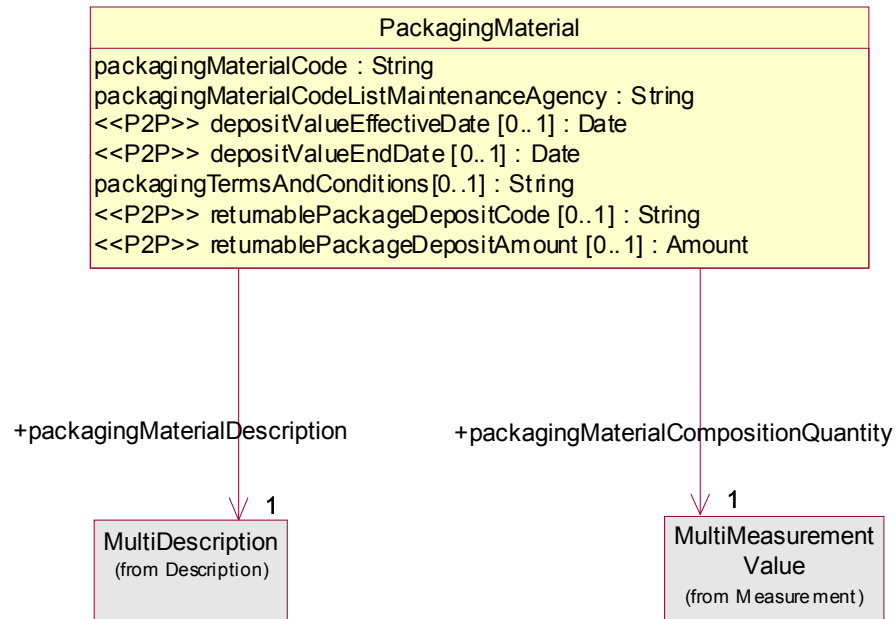 PackagingMaterial
packagingMaterialCode : String
packagingMaterialCodeListMaintenanceAgency : String
<<P2P>> depositValueEffectiveDate [0..1] : Date
<<P2P>> depositValueEndDate [0..1] : Date
packagingTermsAndConditions[0..1] : String
<<P2P>> returnablePackageDepositCode [0..1] : String
<<P2P>> returnablePackageDepositAmount [0..1] : Amount
+packagingMaterialDescription
+packagingMaterialCompositionQuantity
1
1
MultiDescription
(from Description)
MultiMeasurement
Value
(from Measurement)